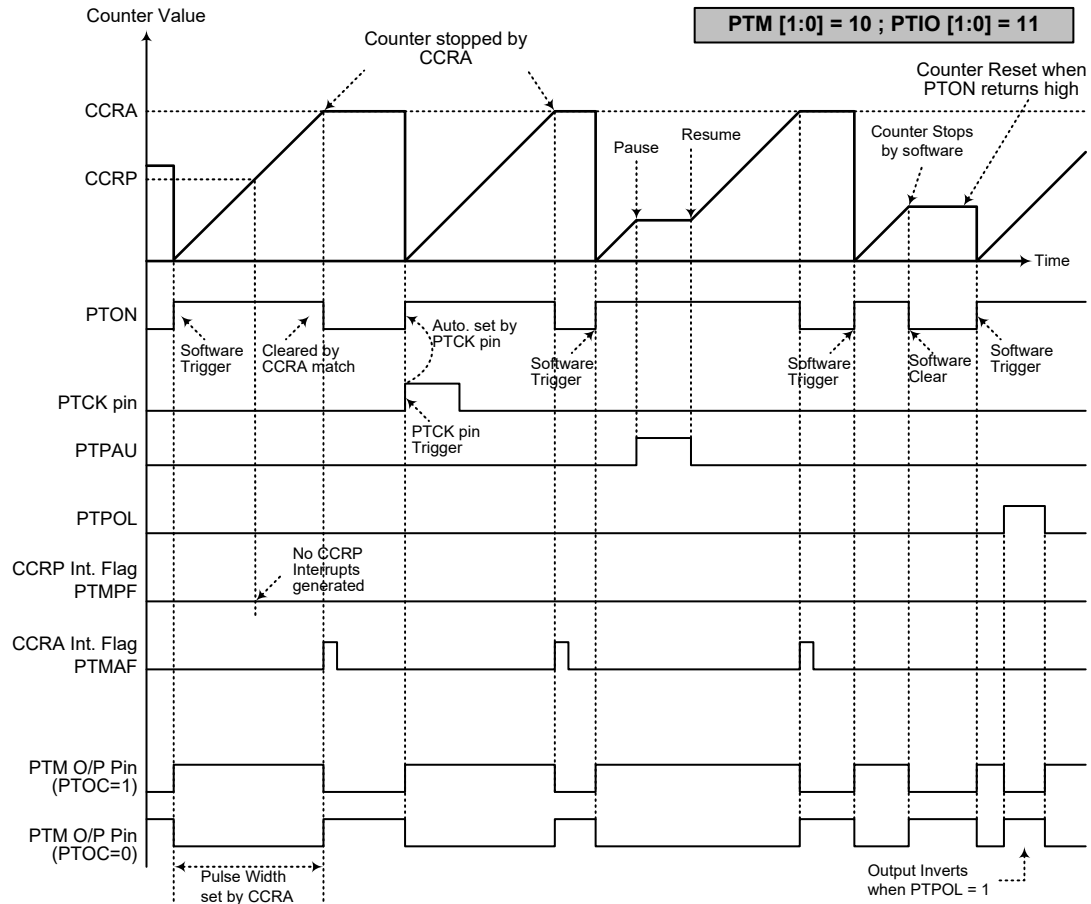 Counter Value
PTM [1:0] = 10 ; PTIO [1:0] = 11
Counter stopped by
CCRA
Counter Reset when
PTON returns high
CCRA
Pause
Resume
Counter Stops
by software
CCRP
Time
PTON
Software
Trigger
Cleared by
CCRA match
Auto. set by
PTCK pin
Software
Trigger
Software
Trigger
Software
Clear
Software
Trigger
PTCK pin
PTCK pin
Trigger
PTPAU
PTPOL
No CCRP
Interrupts
generated
CCRP Int. Flag
PTMPF
CCRA Int. Flag
PTMAF
PTM O/P Pin
(PTOC=1)
PTM O/P Pin
(PTOC=0)
Pulse Width
set by CCRA
Output Inverts
when PTPOL = 1